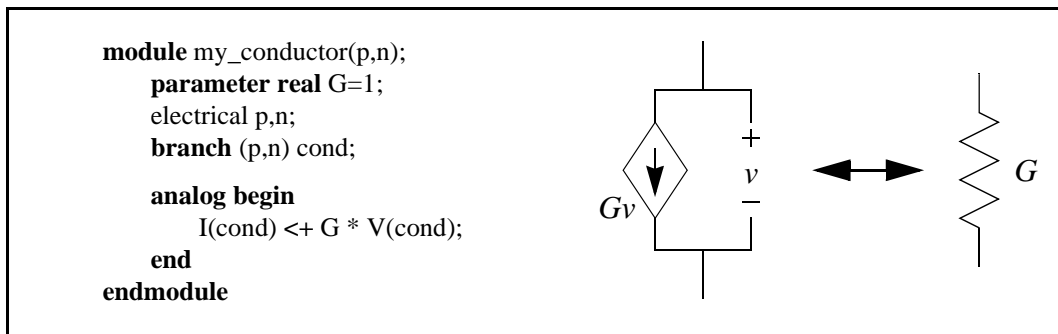 module my_conductor(p,n);
parameter real G=1;
electrical p,n;
branch (p,n) cond;
analog begin
I(cond) <+ G * V(cond);
end
endmodule
Gv
+
v
−
G